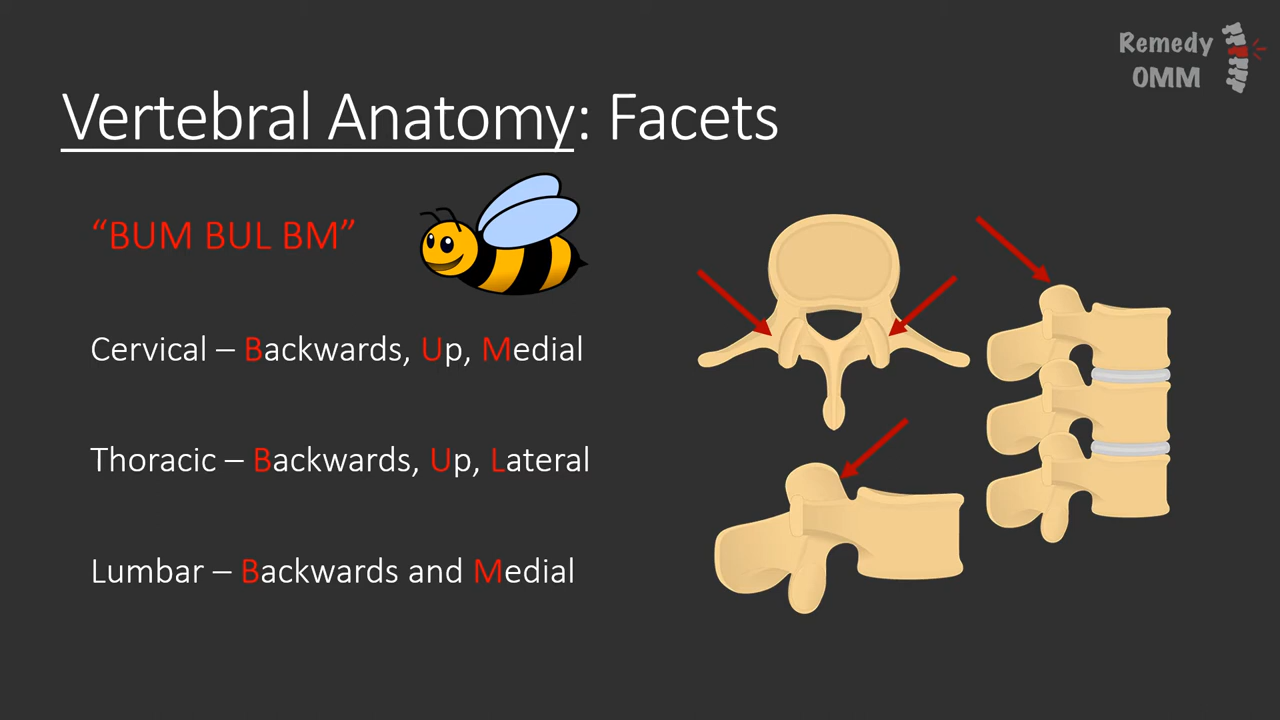 Remedy
OMM
Vertebral Anatomy: Facets
“BUM BUL BM”
Cervical – Backwards, Up, Medial
Thoracic – Backwards, Up, Lateral
Lumbar – Backwards and Medial